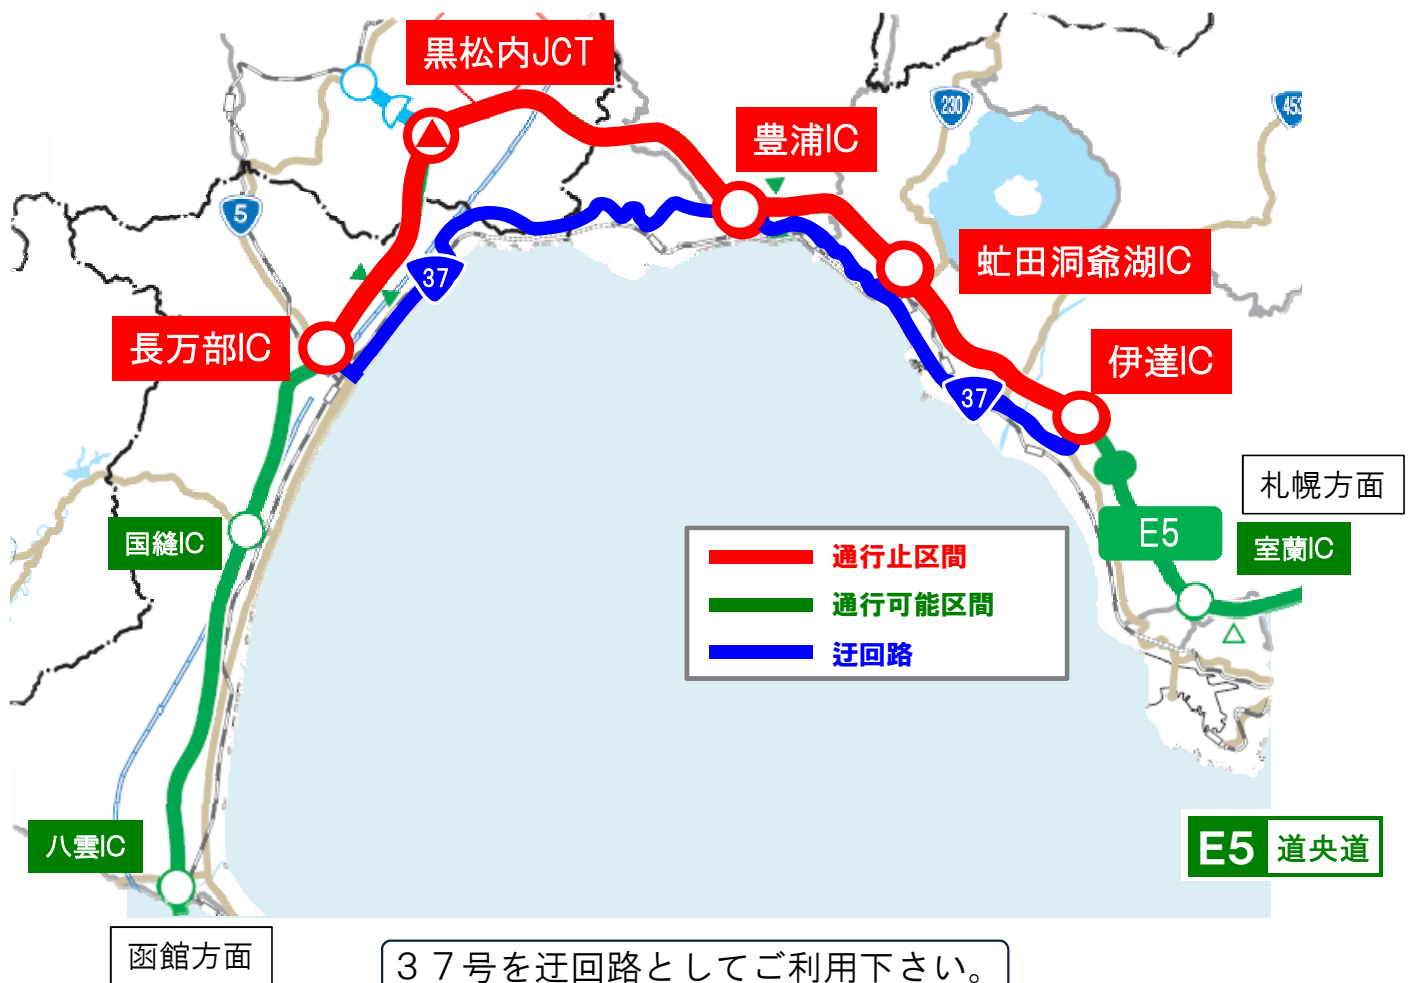 黒松内JCT
豊浦IC
230
453
5
虻田洞爺湖IC
37
長万部IC
伊達IC
37
札幌方面
国縫IC
E5
室蘭IC
通行止区間
通行可能区間
迂回路
八雲IC
E5 道央道
函館方面
３７号を迂回路としてご利用下さい。